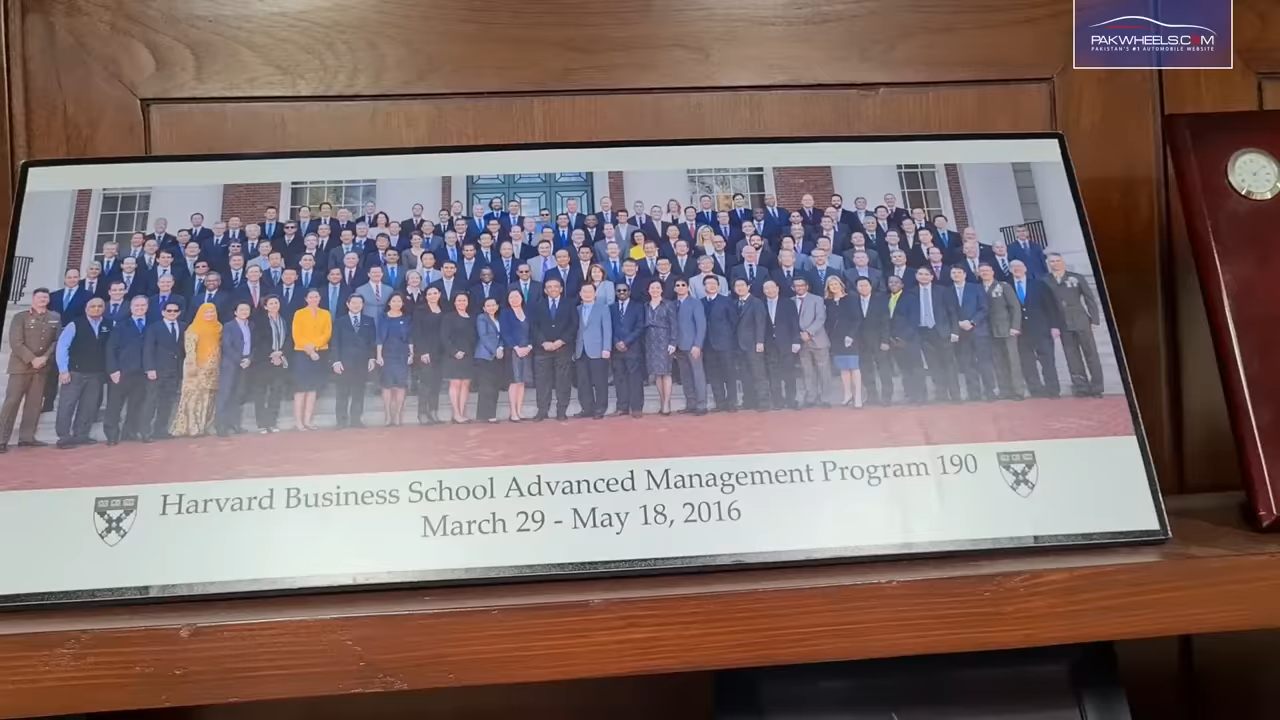 PAKWHEELS.COM
PAKISTAN'S #1 AUTOMOBILE WEBSITE
Harvard Business School Advanced Management Program 190
March 29 - May 18, 2016